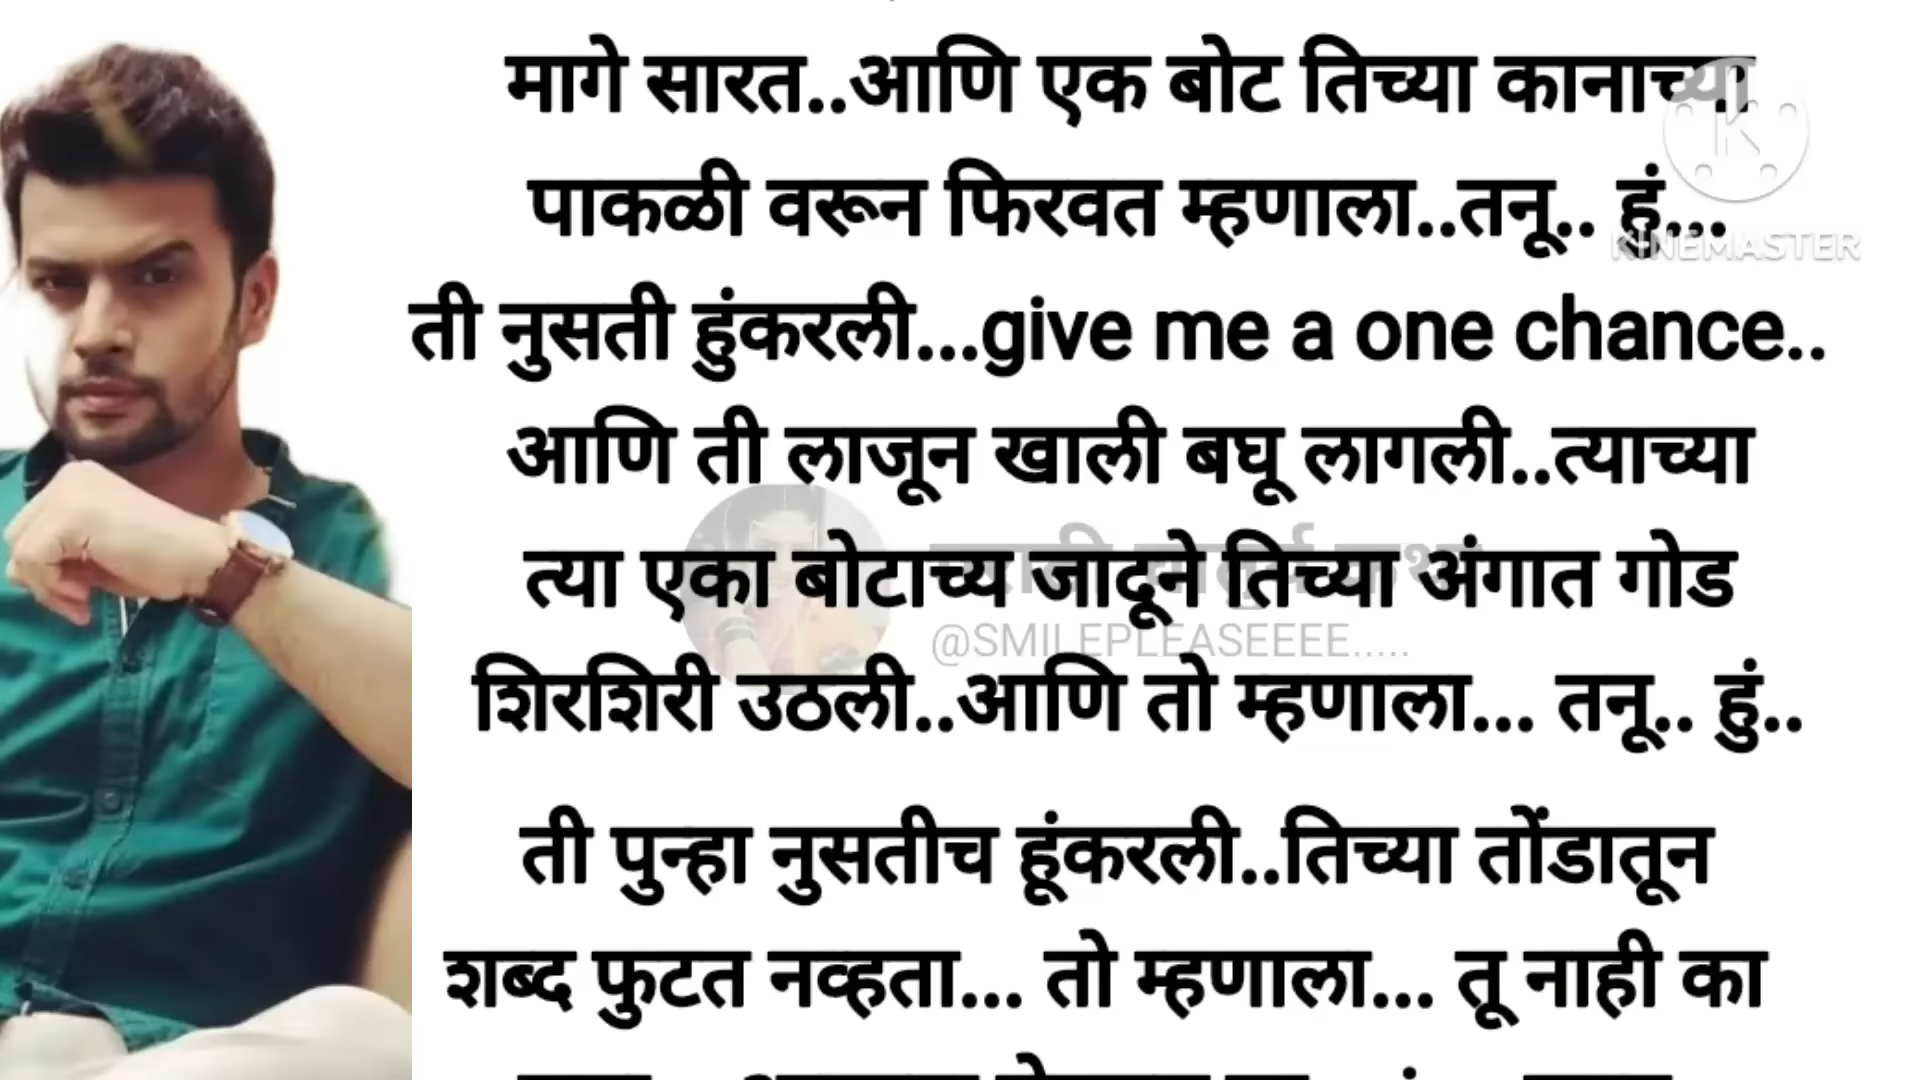 मागे सारत..आणि एक बोट तिच्या कानाच्या
पाकळी वरून फिरवत म्हणाला..तनू.. हं...
KINEMASTER
ती नुसती हुंकरली...give me a one chance..
आणि ती लाजून खाली बघू लागली..त्याच्या
त्या एका बोटाच्य जादूने तिच्या अंगात गोड
@SMILEPLEASEEEE.....
शिरशिरी उठली..आणि तो म्हणाला... तनू.. हुं..
ती पुन्हा नुसतीच हूंकरली..तिच्या तोंडातून
शब्द फुटत नव्हता... तो म्हणाला... तू नाही का